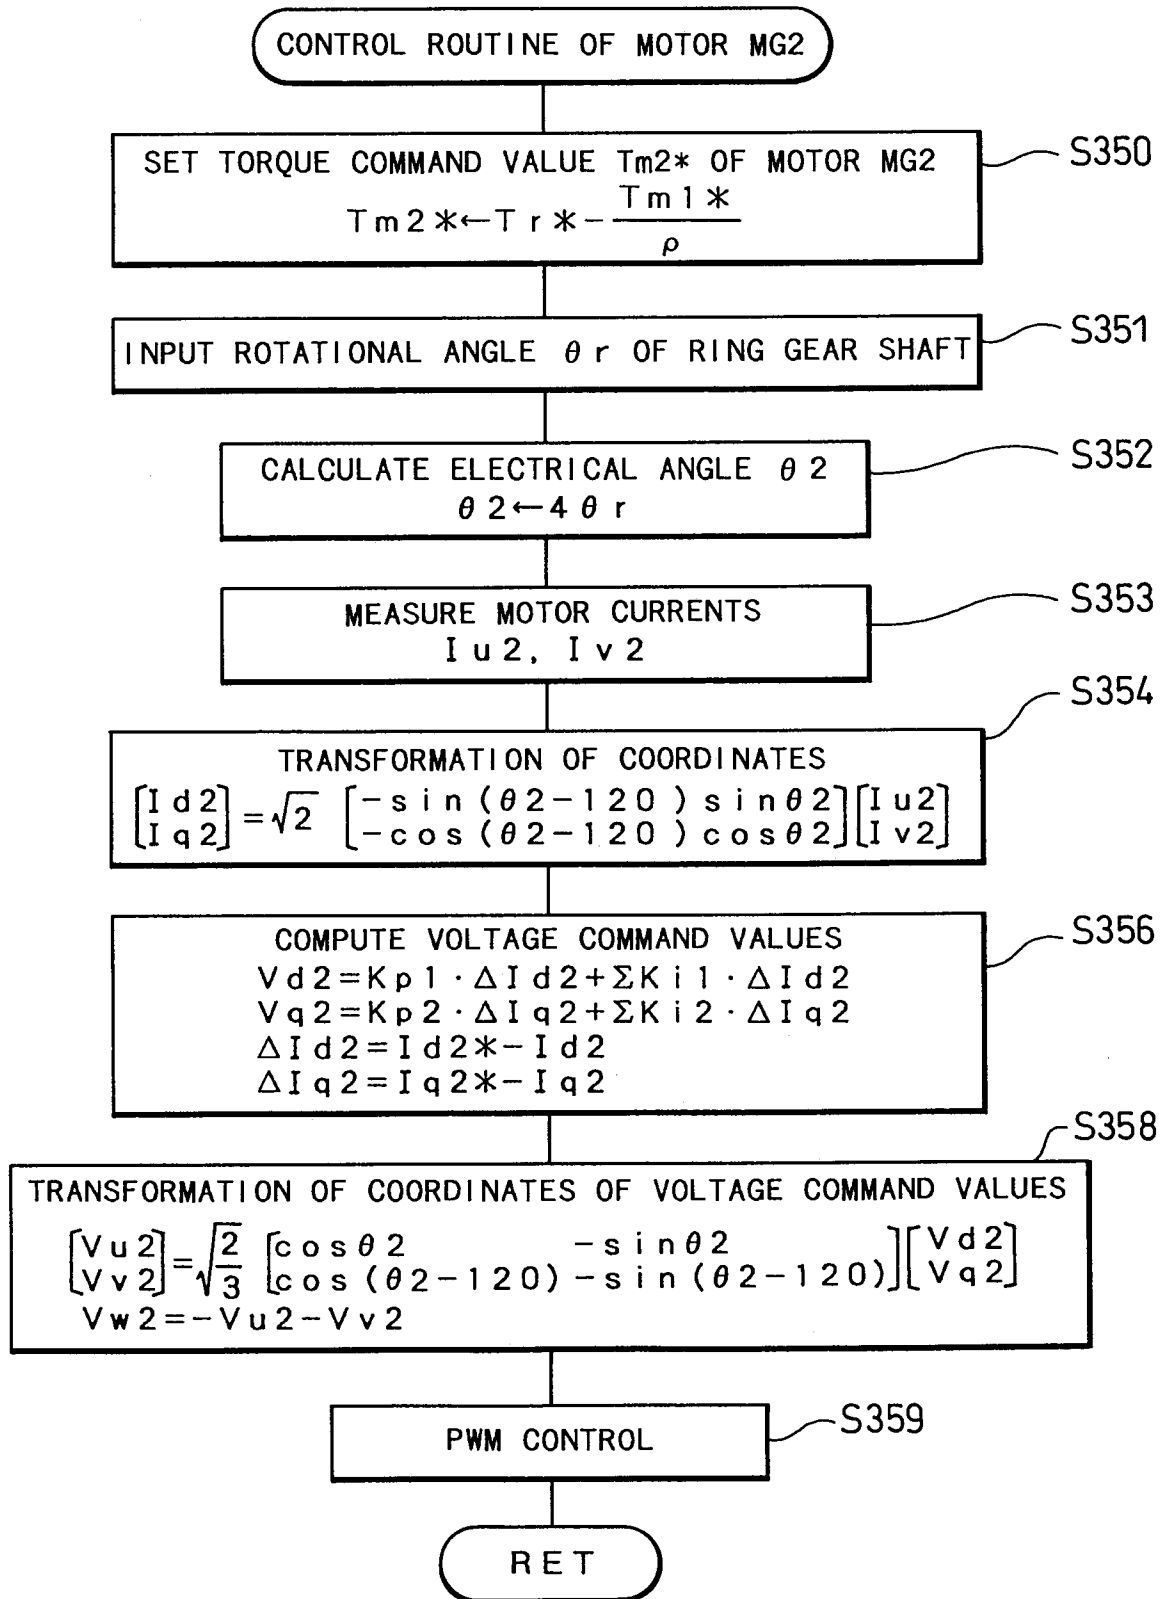 CONTROL ROUTINE OF MOTOR MG2
S350
SET TORQUE COMMAND VALUE Tm2* OF MOTOR MG2
Tm2*←Tr*-Tm1*/ρ
S351
INPUT ROTATIONAL ANGLE θr OF RING GEAR SHAFT
S352
CALCULATE ELECTRICAL ANGLE θ2
θ2←4θr
S353
MEASURE MOTOR CURRENTS
Iu2, Iv2
S354
TRANSFORMATION OF COORDINATES
[Id2] = √2 [-sin(θ2-120) sinθ2] [Iu2]
[Iq2] [-cos(θ2-120) cosθ2] [Iv2]
S356
COMPUTE VOLTAGE COMMAND VALUES
Vd2=Kp1·ΔId2+ΣKi1·ΔId2
Vq2=Kp2·ΔIq2+ΣKi2·ΔIq2
ΔId2=Id2*-Id2
ΔIq2=Iq2*-Iq2
S358
TRANSFORMATION OF COORDINATES OF VOLTAGE COMMAND VALUES
[Vu2] = √2/3 [cosθ2 -sinθ2] [Vd2]
[Vv2] [cos(θ2-120) -sin(θ2-120)] [Vq2]
Vw2=-Vu2-Vv2
S359
PWM CONTROL
RET